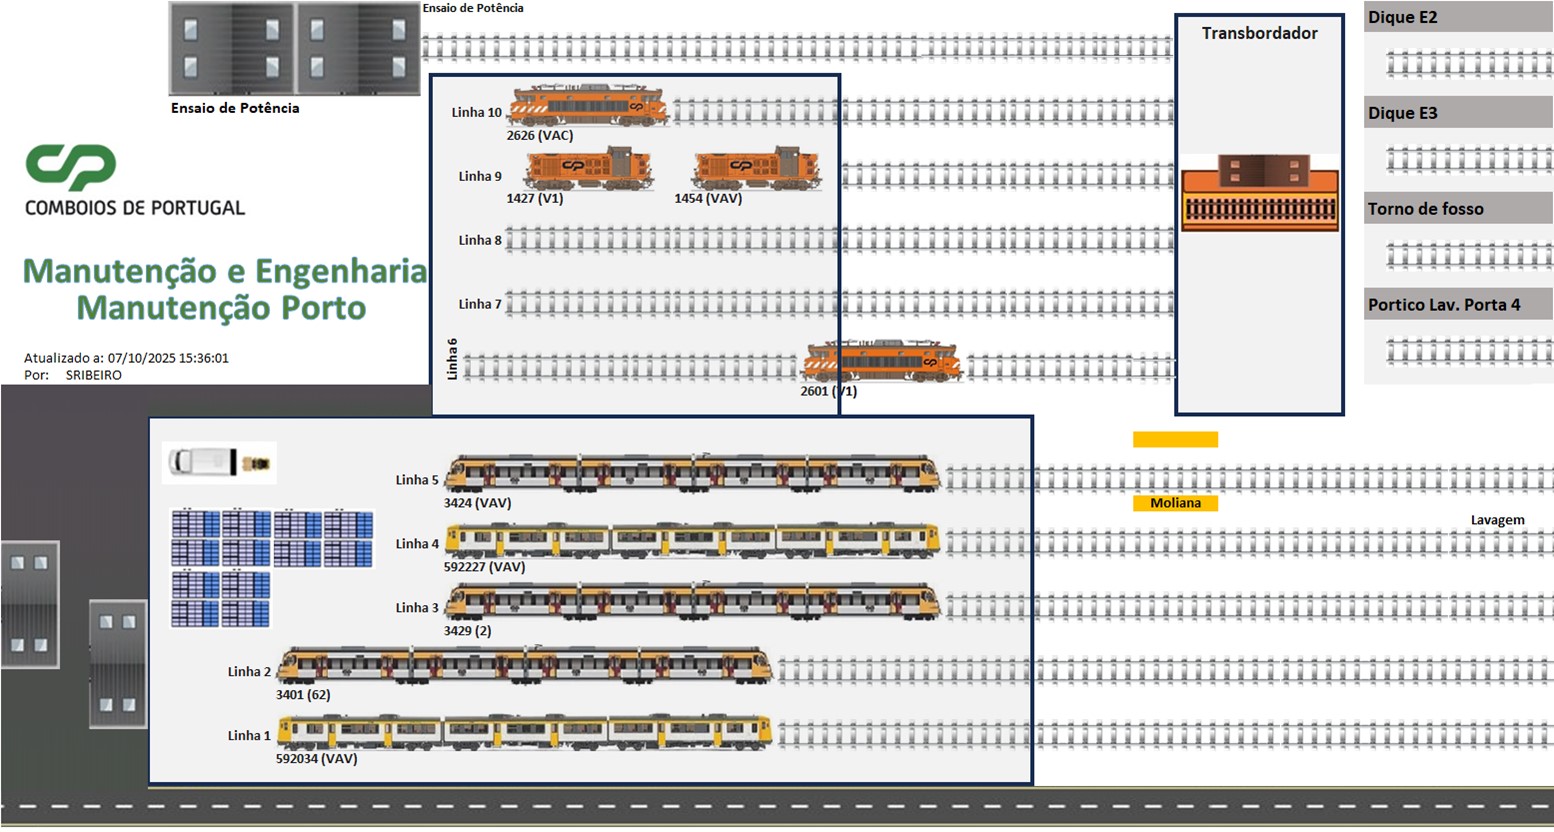 Ensaio de Potência
Ensaio de Potência
Transbordador
Dique E2
Dique E3
Torno de fosso
Portico Lav. Porta 4
CP
COMBOIOS DE PORTUGAL
Manutenção e Engenharia
Manutenção Porto
Atualizado a: 07/10/2025 15:36:01
Por: SRIBEIRO
Linha 10
2626 (VAC)
Linha 9
1427 (V1)
1454 (VAV)
Linha 8
Linha 7
Linha 6
2601 (V1)
Linha 5
3424 (VAV)
Moliana
Lavagem
Linha 4
592227 (VAV)
Linha 3
3429 (2)
Linha 2
3401 (62)
Linha 1
592034 (VAV)